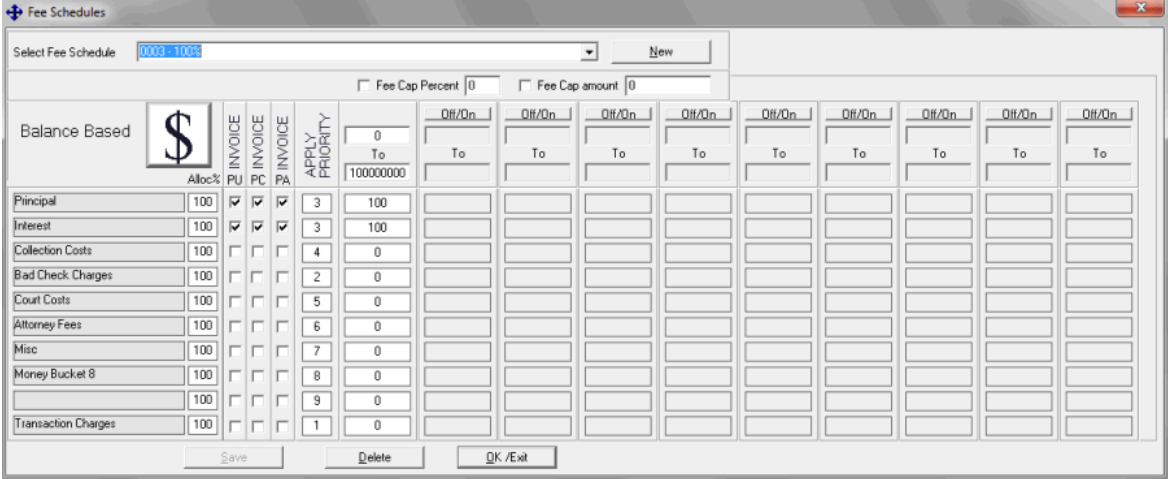 Fee Schedules
Select Fee Schedule 0003 - 100% New
Fee Cap Percent 0 Fee Cap amount 0
Balance Based $ Alloc% PU INVOICE PC INVOICE PA INVOICE APPLY PRIORITY
0 Off/On Off/On Off/On Off/On Off/On Off/On Off/On Off/On Off/On
To To To To To To To To To To
100000000
Principal 100 3 100
Interest 100 3 100
Collection Costs 100 4 0
Bad Check Charges 100 2 0
Court Costs 100 5 0
Attorney Fees 100 6 0
Misc 100 7 0
Money Bucket 8 100 8 0
100 9 0
Transaction Charges 100 1 0
Save Delete OK /Exit